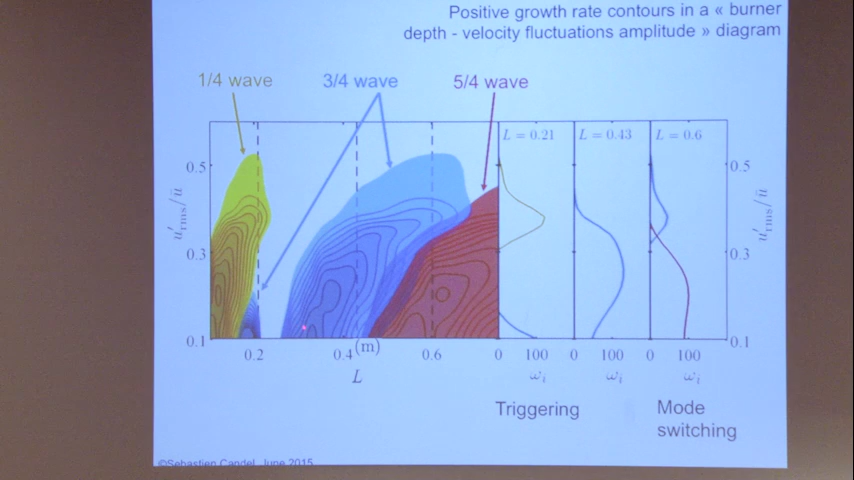 Positive growth rate contours in a « burner
depth - velocity fluctuations amplitude » diagram
1/4 wave 3/4 wave 5/4 wave
L = 0.21 L = 0.43 L = 0.6
0.5 0.5
u′rms/ū u′rms/ū
0.3 0.3
0.1 0.1
0.2 0.4 (m) 0.6 0 100 0 100 0 100
L ωi ωi ωi
Triggering Mode
switching
©Sebastien Candel, June 2015